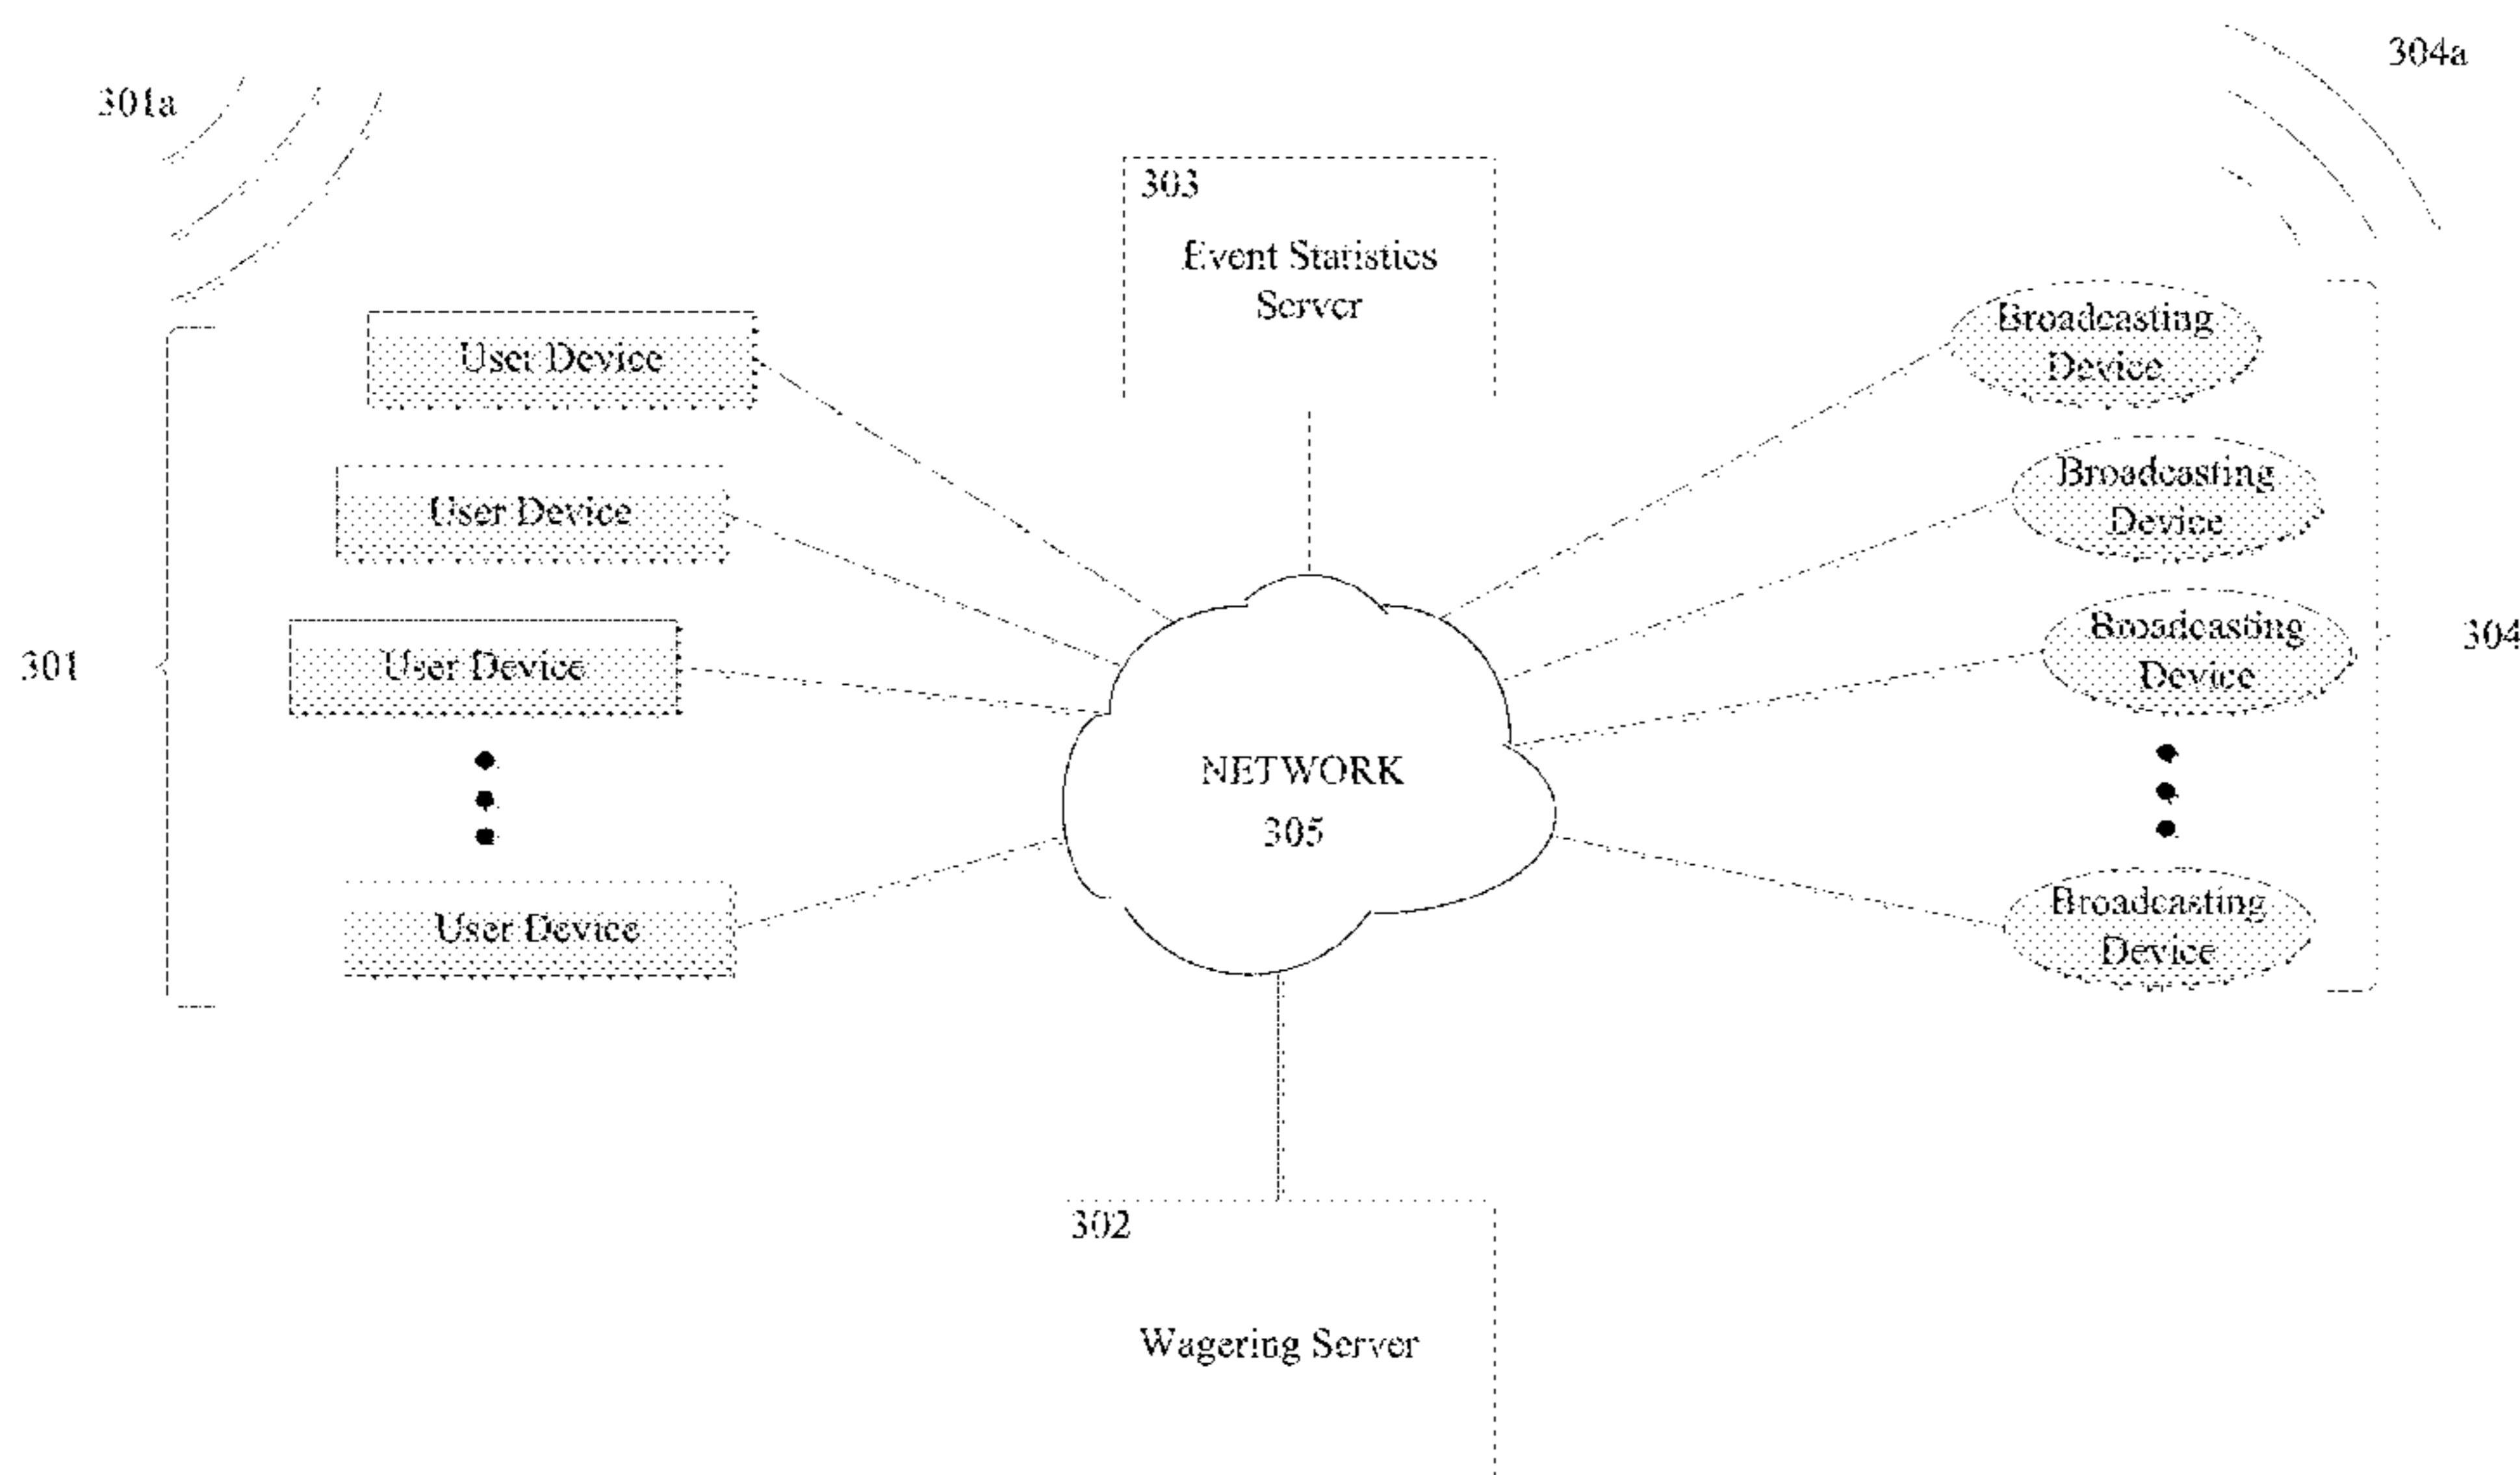 301a
304a
303
Event Statistics
Server
User Device
User Device
301
User Device
User Device
Broadcasting
Device
Broadcasting
Device
Broadcasting
Device
304
Broadcasting
Device
NETWORK
305
302
Wagering Server